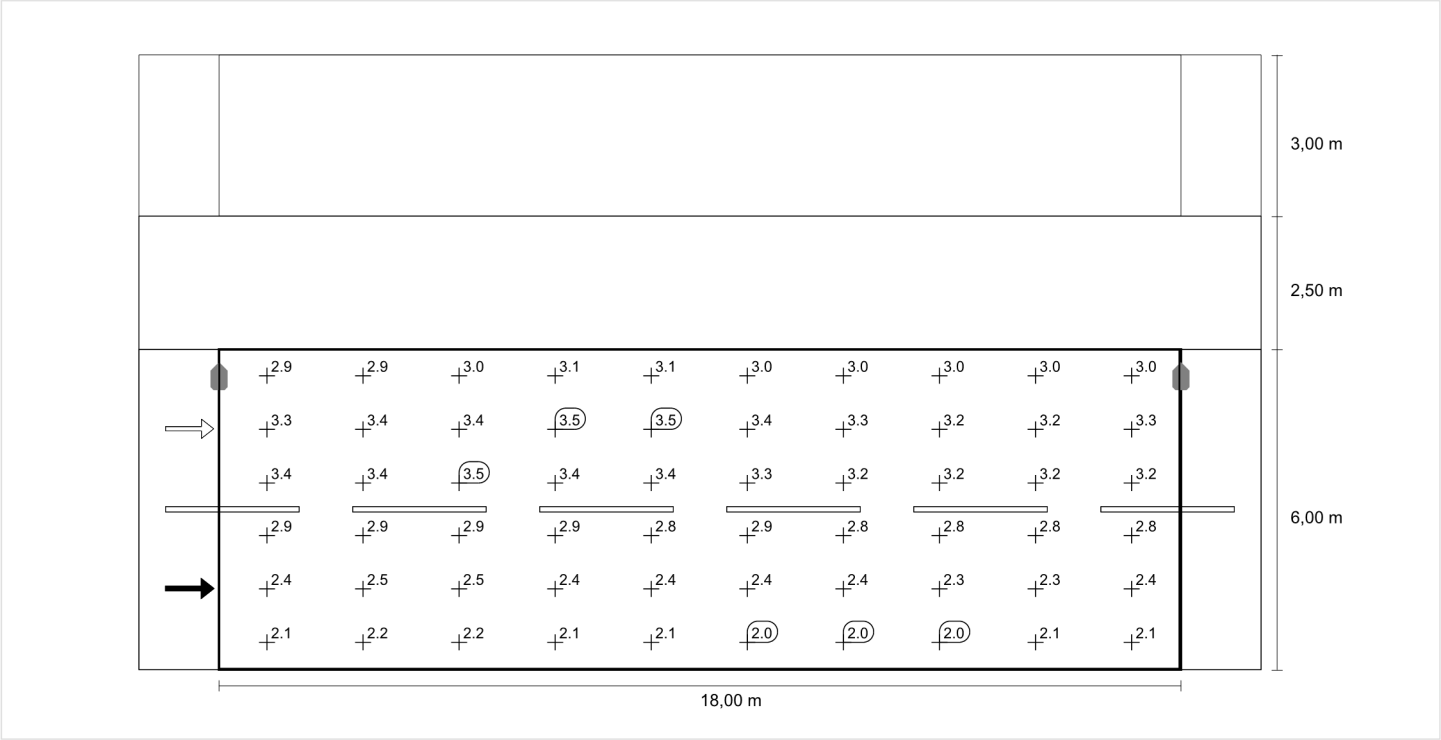 3,00 m
2,50 m
2.9 2.9 3.0 3.1 3.1 3.0 3.0 3.0 3.0 3.0
3.3 3.4 3.4 3.5 3.5 3.4 3.3 3.2 3.2 3.3
3.4 3.4 3.5 3.4 3.4 3.3 3.2 3.2 3.2 3.2
6,00 m
2.9 2.9 2.9 2.9 2.8 2.9 2.8 2.8 2.8 2.8
2.4 2.5 2.5 2.4 2.4 2.4 2.4 2.3 2.3 2.4
2.1 2.2 2.2 2.1 2.1 2.0 2.0 2.0 2.1 2.1
18,00 m